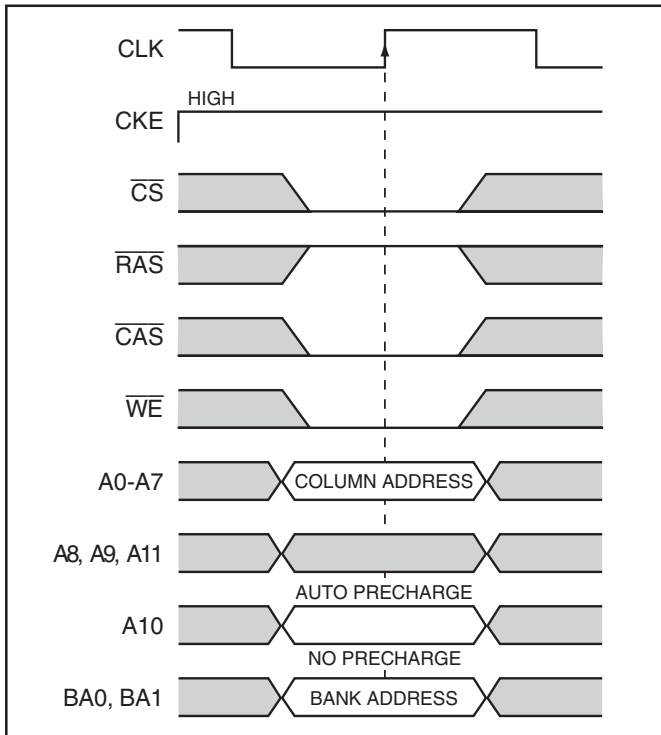 CLK
HIGH
CKE
CS
RAS
CAS
WE
A0-A7 COLUMN ADDRESS
A8, A9, A11
AUTO PRECHARGE
A10
NO PRECHARGE
BA0, BA1 BANK ADDRESS